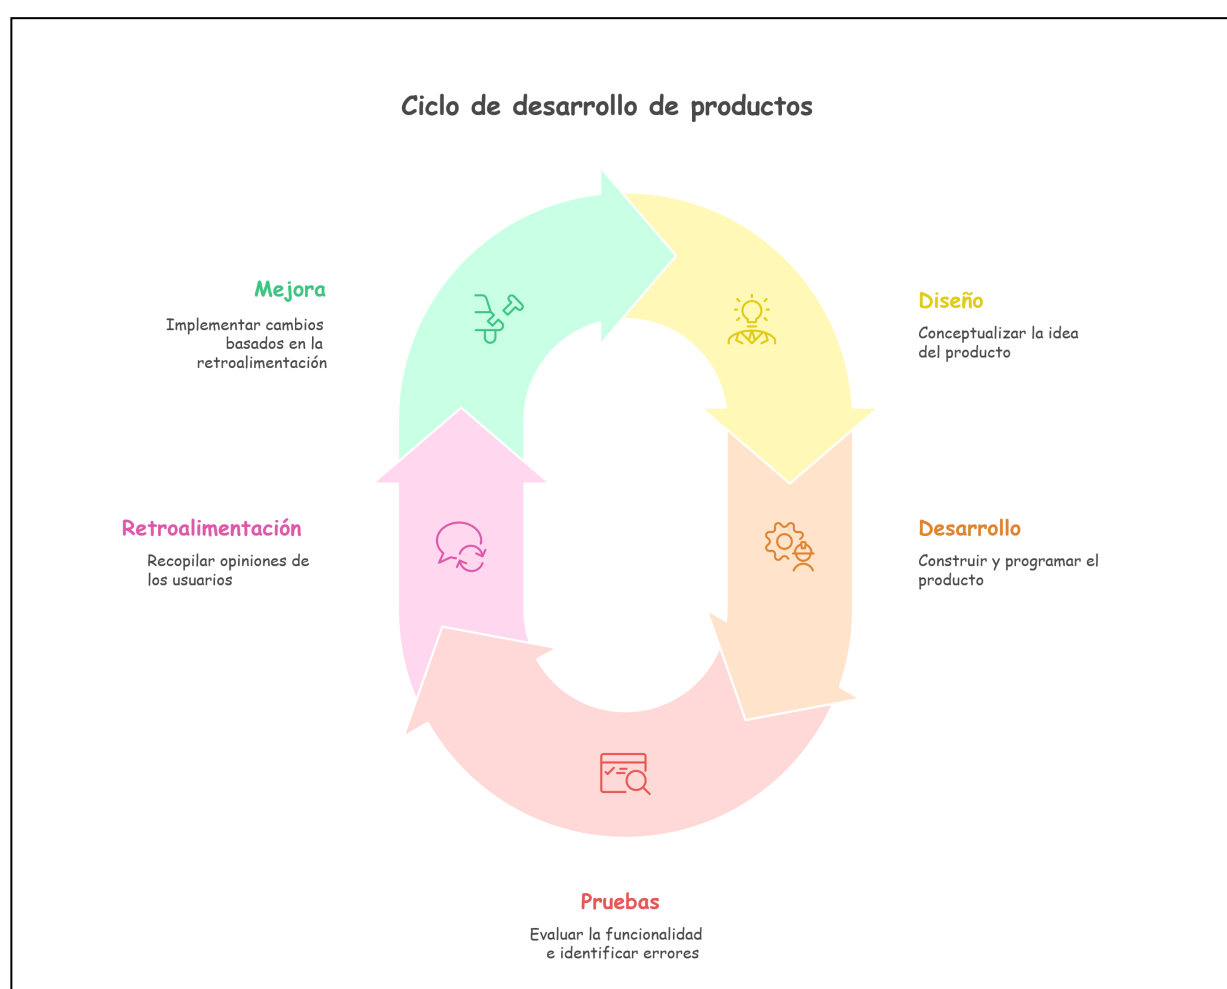 Ciclo de desarrollo de productos
Mejora
Implementar cambios
basados en la
retroalimentación
Diseño
Conceptualizar la idea
del producto
Retroalimentación
Recopilar opiniones de
los usuarios
Desarrollo
Construir y programar el
producto
Pruebas
Evaluar la funcionalidad
e identificar errores